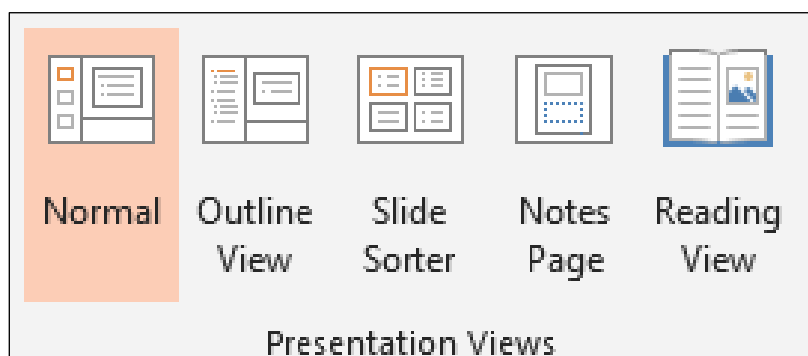 Normal
Outline View
Slide Sorter
Notes Page
Reading View
Presentation Views